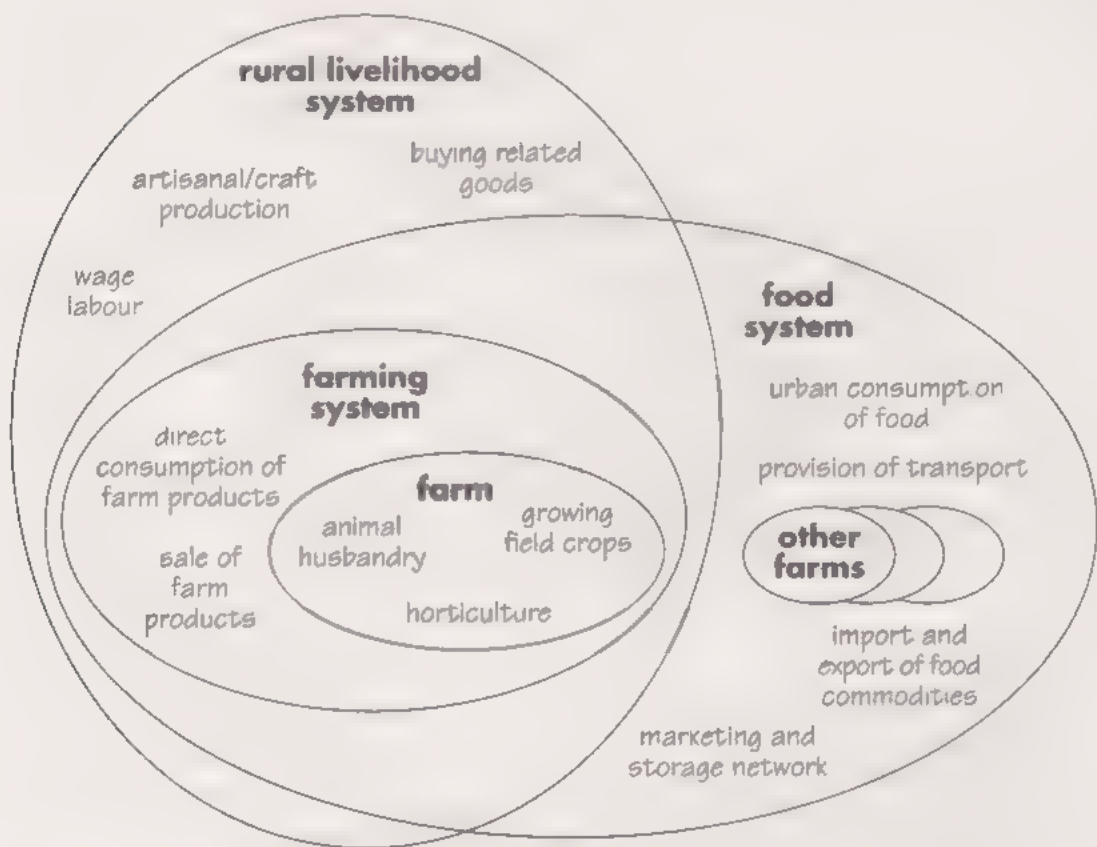 rural livelihood
system
buying related
goods
artisanal/craft
production
wage
labour
food
system
farming
system
urban consumption
of food
direct
consumption of
farm products
provision of transport
farm
animal
husbandry
growing
field crops
other
farms
sale of
farm
products
horticulture
import and
export of food
commodities
marketing and
storage network